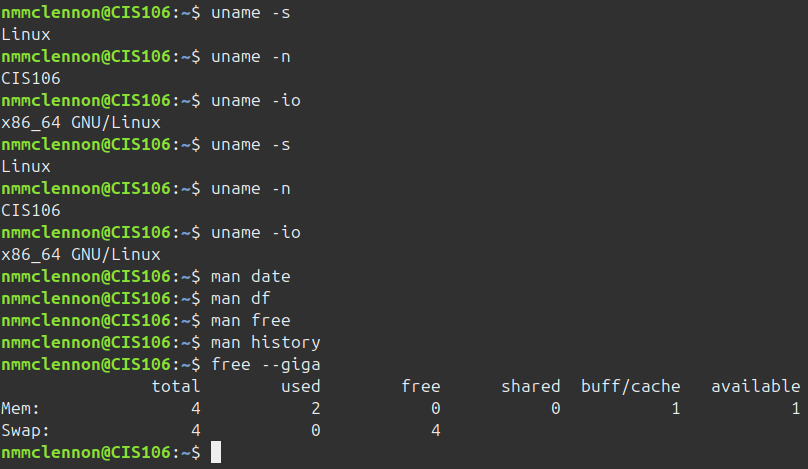 nmmclennon@CIS106:~$ uname -s
Linux
nmmclennon@CIS106:~$ uname -n
CIS106
nmmclennon@CIS106:~$ uname -io
x86_64 GNU/Linux
nmmclennon@CIS106:~$ uname -s
Linux
nmmclennon@CIS106:~$ uname -n
CIS106
nmmclennon@CIS106:~$ uname -io
x86_64 GNU/Linux
nmmclennon@CIS106:~$ man date
nmmclennon@CIS106:~$ man df
nmmclennon@CIS106:~$ man free
nmmclennon@CIS106:~$ man history
nmmclennon@CIS106:~$ free --giga
               total        used        free      shared  buff/cache   available
Mem:               4           2           0           0           1           1
Swap:              4           0           4
nmmclennon@CIS106:~$